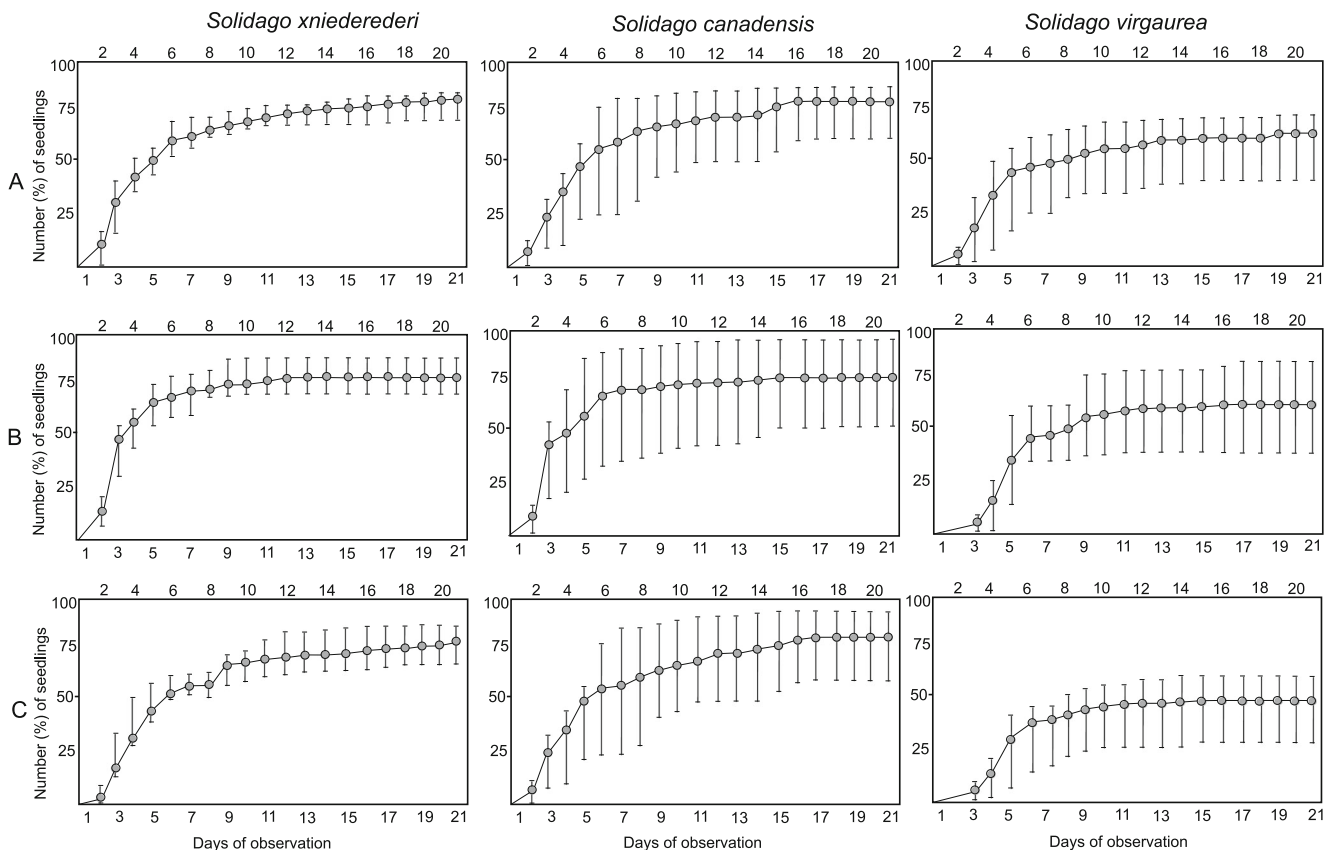 Solidago xniederederi Solidago canadensis Solidago virgaurea
A
2 4 6 8 10 12 14 16 18 20
100
75
50
25
Number (%) of seedlings
1 3 5 7 9 11 13 15 17 19 21
2 4 6 8 10 12 14 16 18 20
100
75
50
25
1 3 5 7 9 11 13 15 17 19 21
2 4 6 8 10 12 14 16 18 20
100
75
50
25
1 3 5 7 9 11 13 15 17 19 21
B
2 4 6 8 10 12 14 16 18 20
100
75
50
25
Number (%) of seedlings
1 3 5 7 9 11 13 15 17 19 21
2 4 6 8 10 12 14 16 18 20
100
75
50
25
1 3 5 7 9 11 13 15 17 19 21
2 4 6 8 10 12 14 16 18 20
100
75
50
25
1 3 5 7 9 11 13 15 17 19 21
C
2 4 6 8 10 12 14 16 18 20
100
75
50
25
Number (%) of seedlings
1 3 5 7 9 11 13 15 17 19 21
Days of observation
2 4 6 8 10 12 14 16 18 20
100
75
50
25
1 3 5 7 9 11 13 15 17 19 21
Days of observation
2 4 6 8 10 12 14 16 18 20
100
75
50
25
1 3 5 7 9 11 13 15 17 19 21
Days of observation